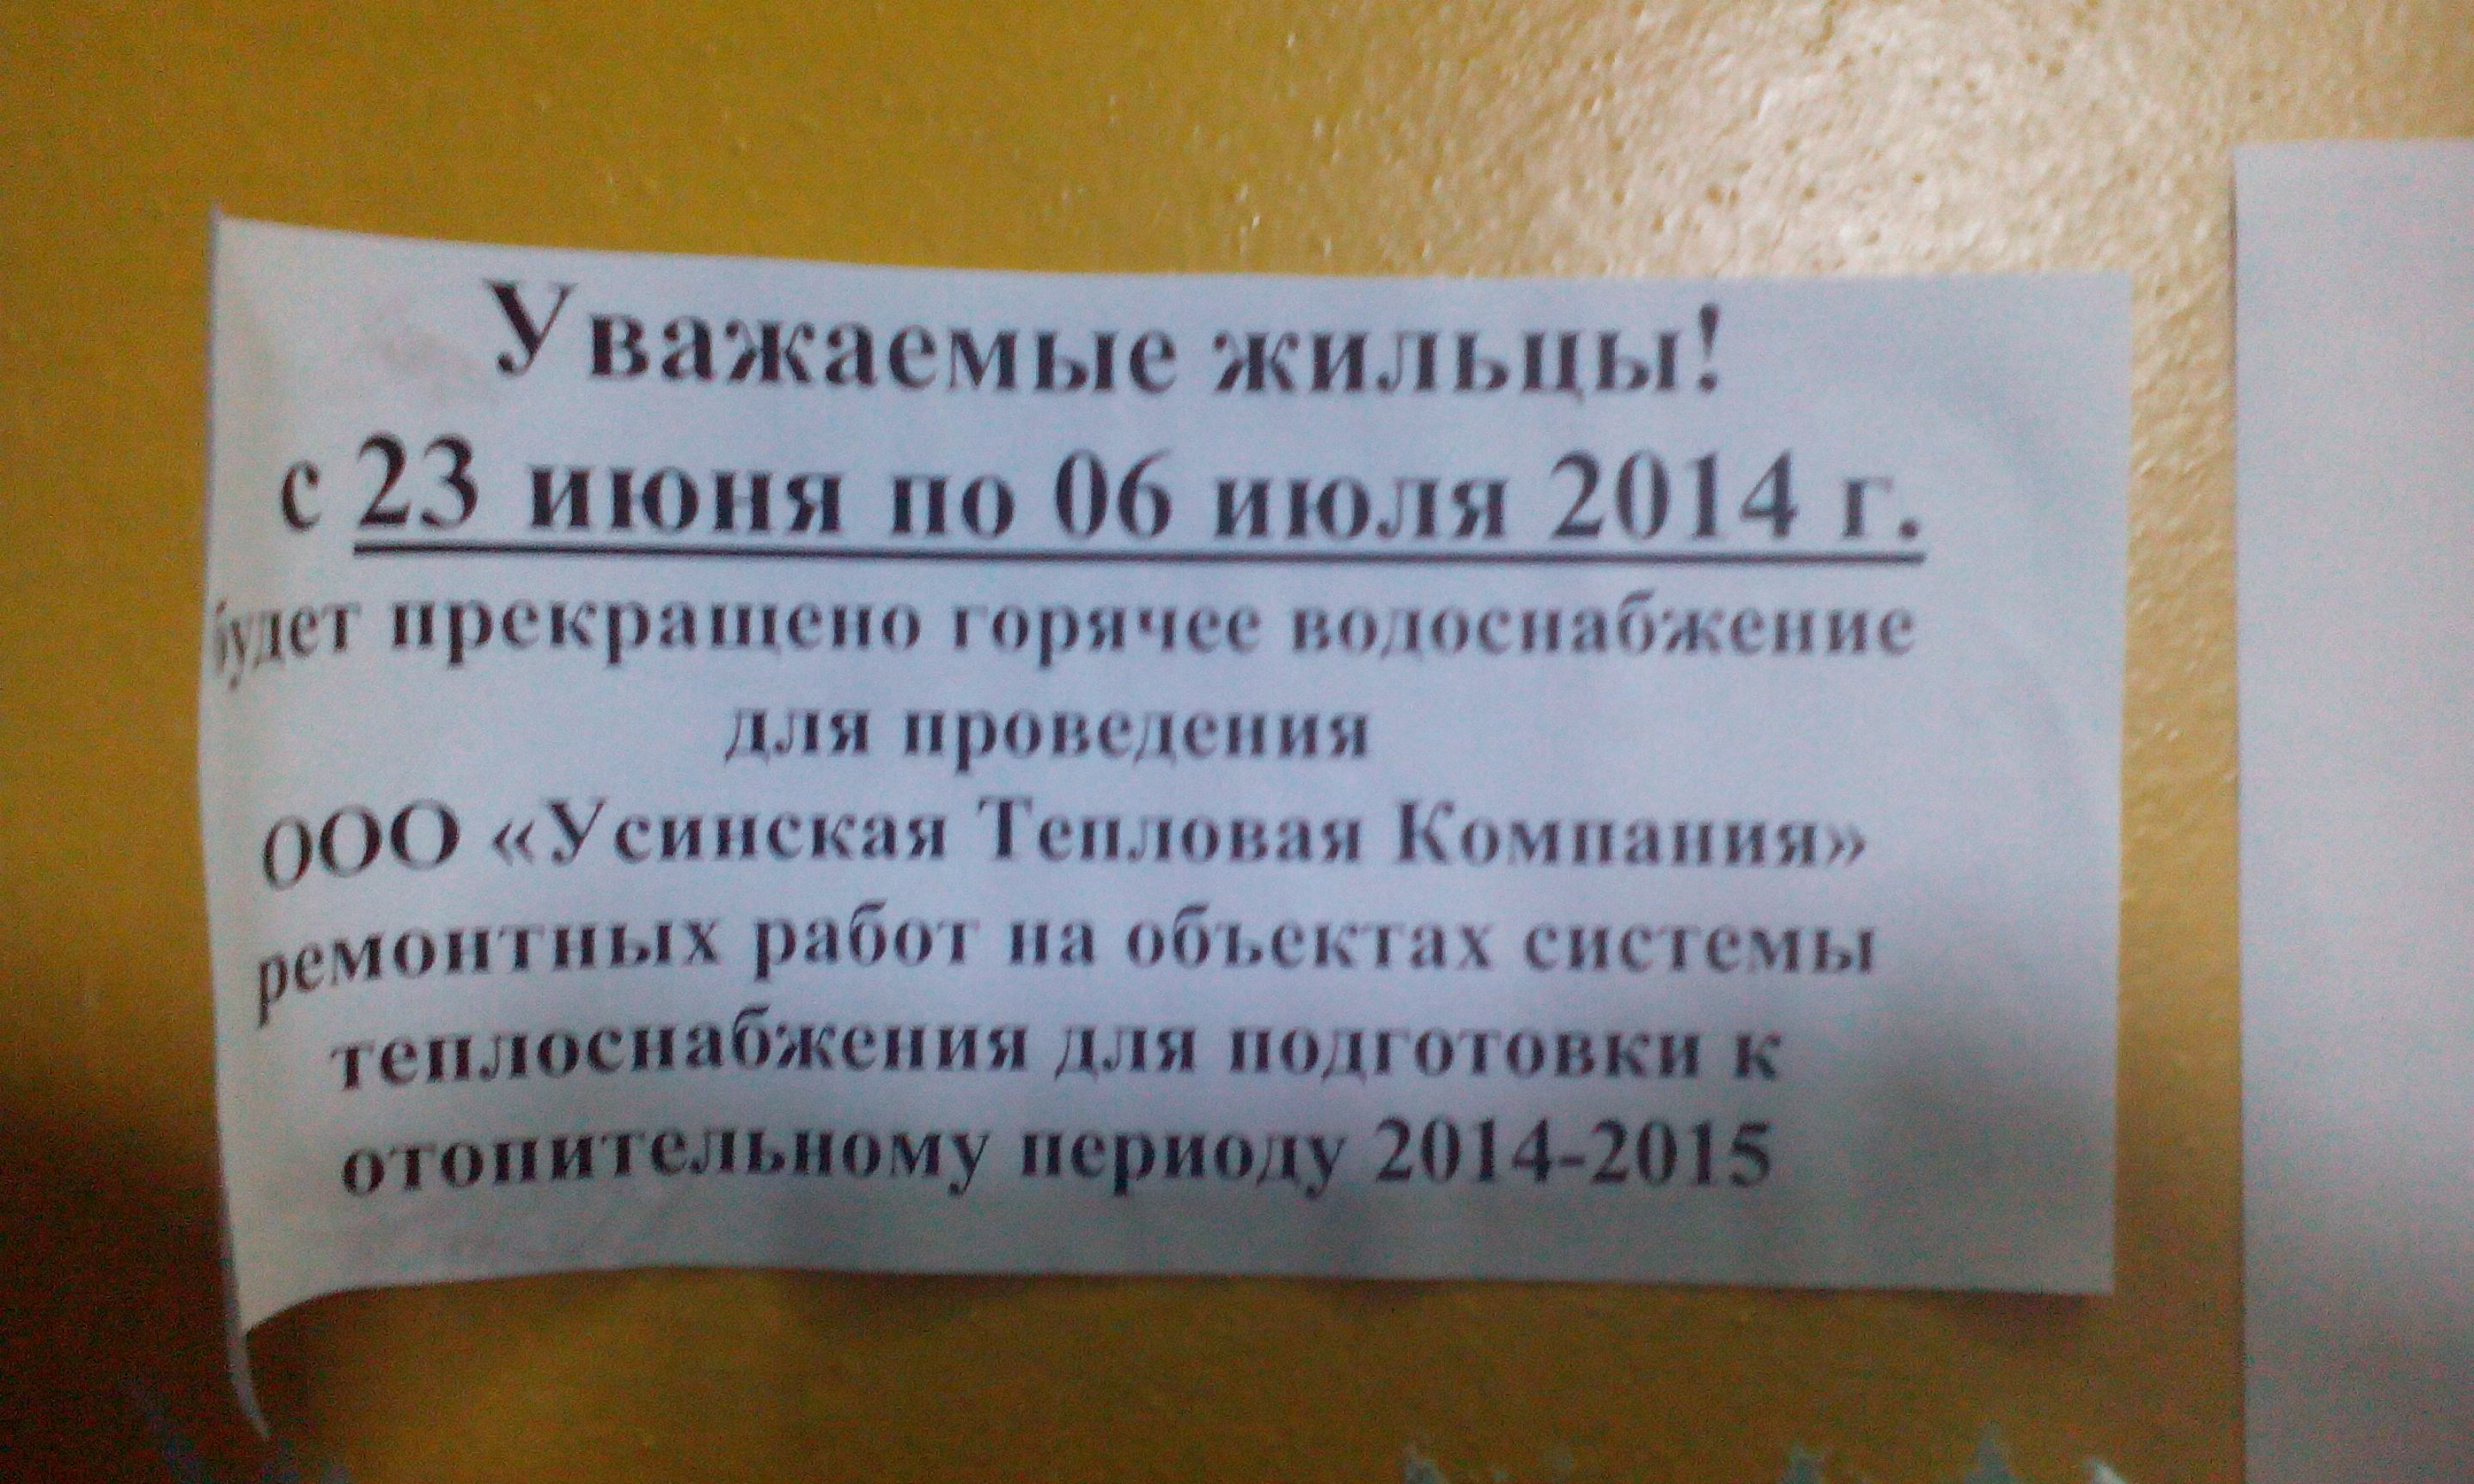 Уважаемые жильцы!
с 23 июня по 06 июля 2014 г.
будет прекращено горячее водоснабжение
для проведения
ООО «Усинская Тепловая Компания»
ремонтных работ на объектах системы
теплоснабжения для подготовки к
отопительному периоду 2014-2015